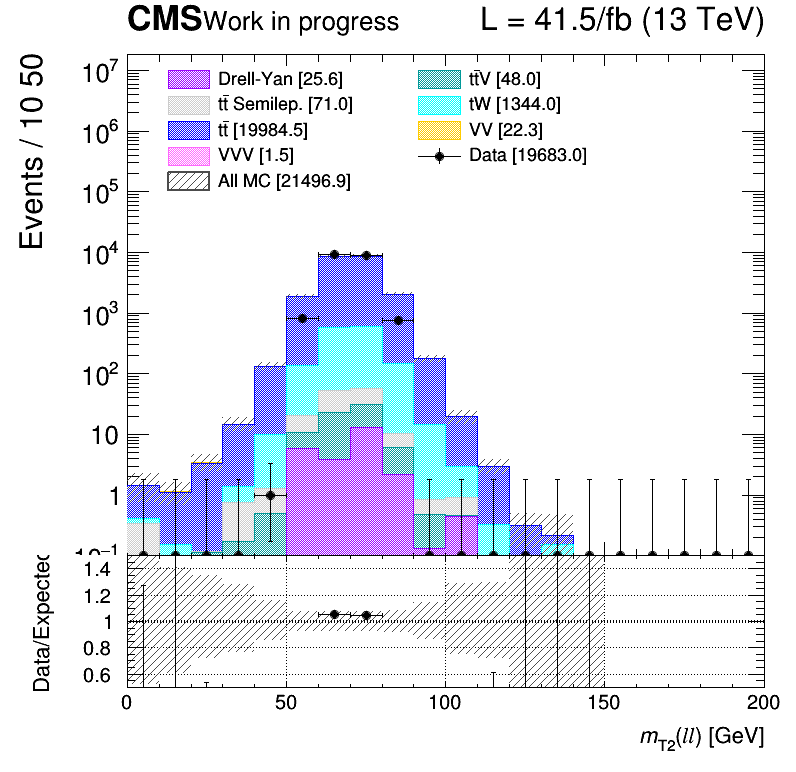 CMS Work in progress L = 41.5/fb (13 TeV)
Events / 10 50
10⁷
10⁶
10⁵
10⁴
10³
10²
10
1
10⁻¹
Drell-Yan [25.6]
tt̄ Semilep. [71.0]
tt̄ [19984.5]
VVV [1.5]
All MC [21496.9]
tt̄V [48.0]
tW [1344.0]
VV [22.3]
Data [19683.0]
Data/Expected
1.4
1.2
1
0.8
0.6
0 50 100 150 200
m_T2(ll) [GeV]